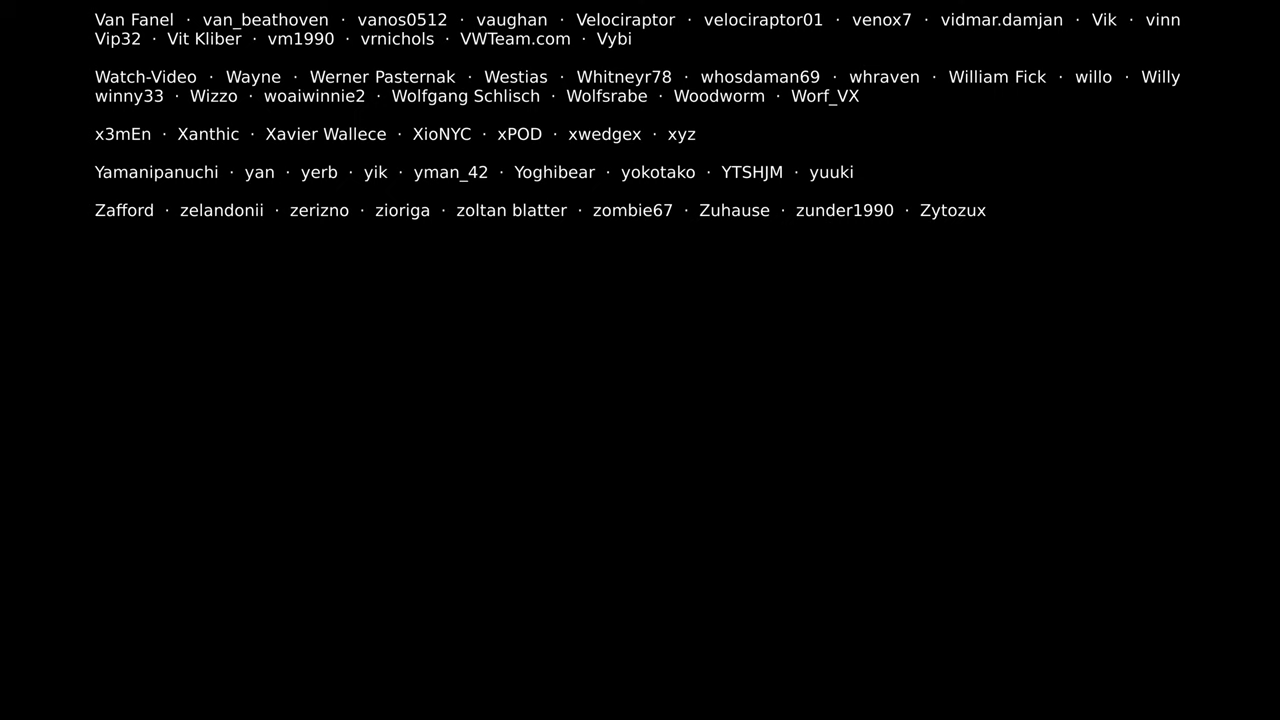 Van Fanel · van_beathoven · vanos0512 · vaughan · Velociraptor · velociraptor01 · venox7 · vidmar.damjan · Vik · vinn
Vip32 · Vit Kliber · vm1990 · vrnichols · VWTeam.com · Vybi
Watch-Video · Wayne · Werner Pasternak · Westias · Whitneyr78 · whosdaman69 · whraven · William Fick · willo · Willy
winny33 · Wizzo · woaiwinnie2 · Wolfgang Schlisch · Wolfsrabe · Woodworm · Worf_VX
x3mEn · Xanthic · Xavier Wallece · XioNYC · xPOD · xwedgex · xyz
Yamanipanuchi · yan · yerb · yik · yman_42 · Yoghibear · yokotako · YTSHJM · yuuki
Zafford · zelandonii · zerizno · zioriga · zoltan blatter · zombie67 · Zuhause · zunder1990 · Zytozux